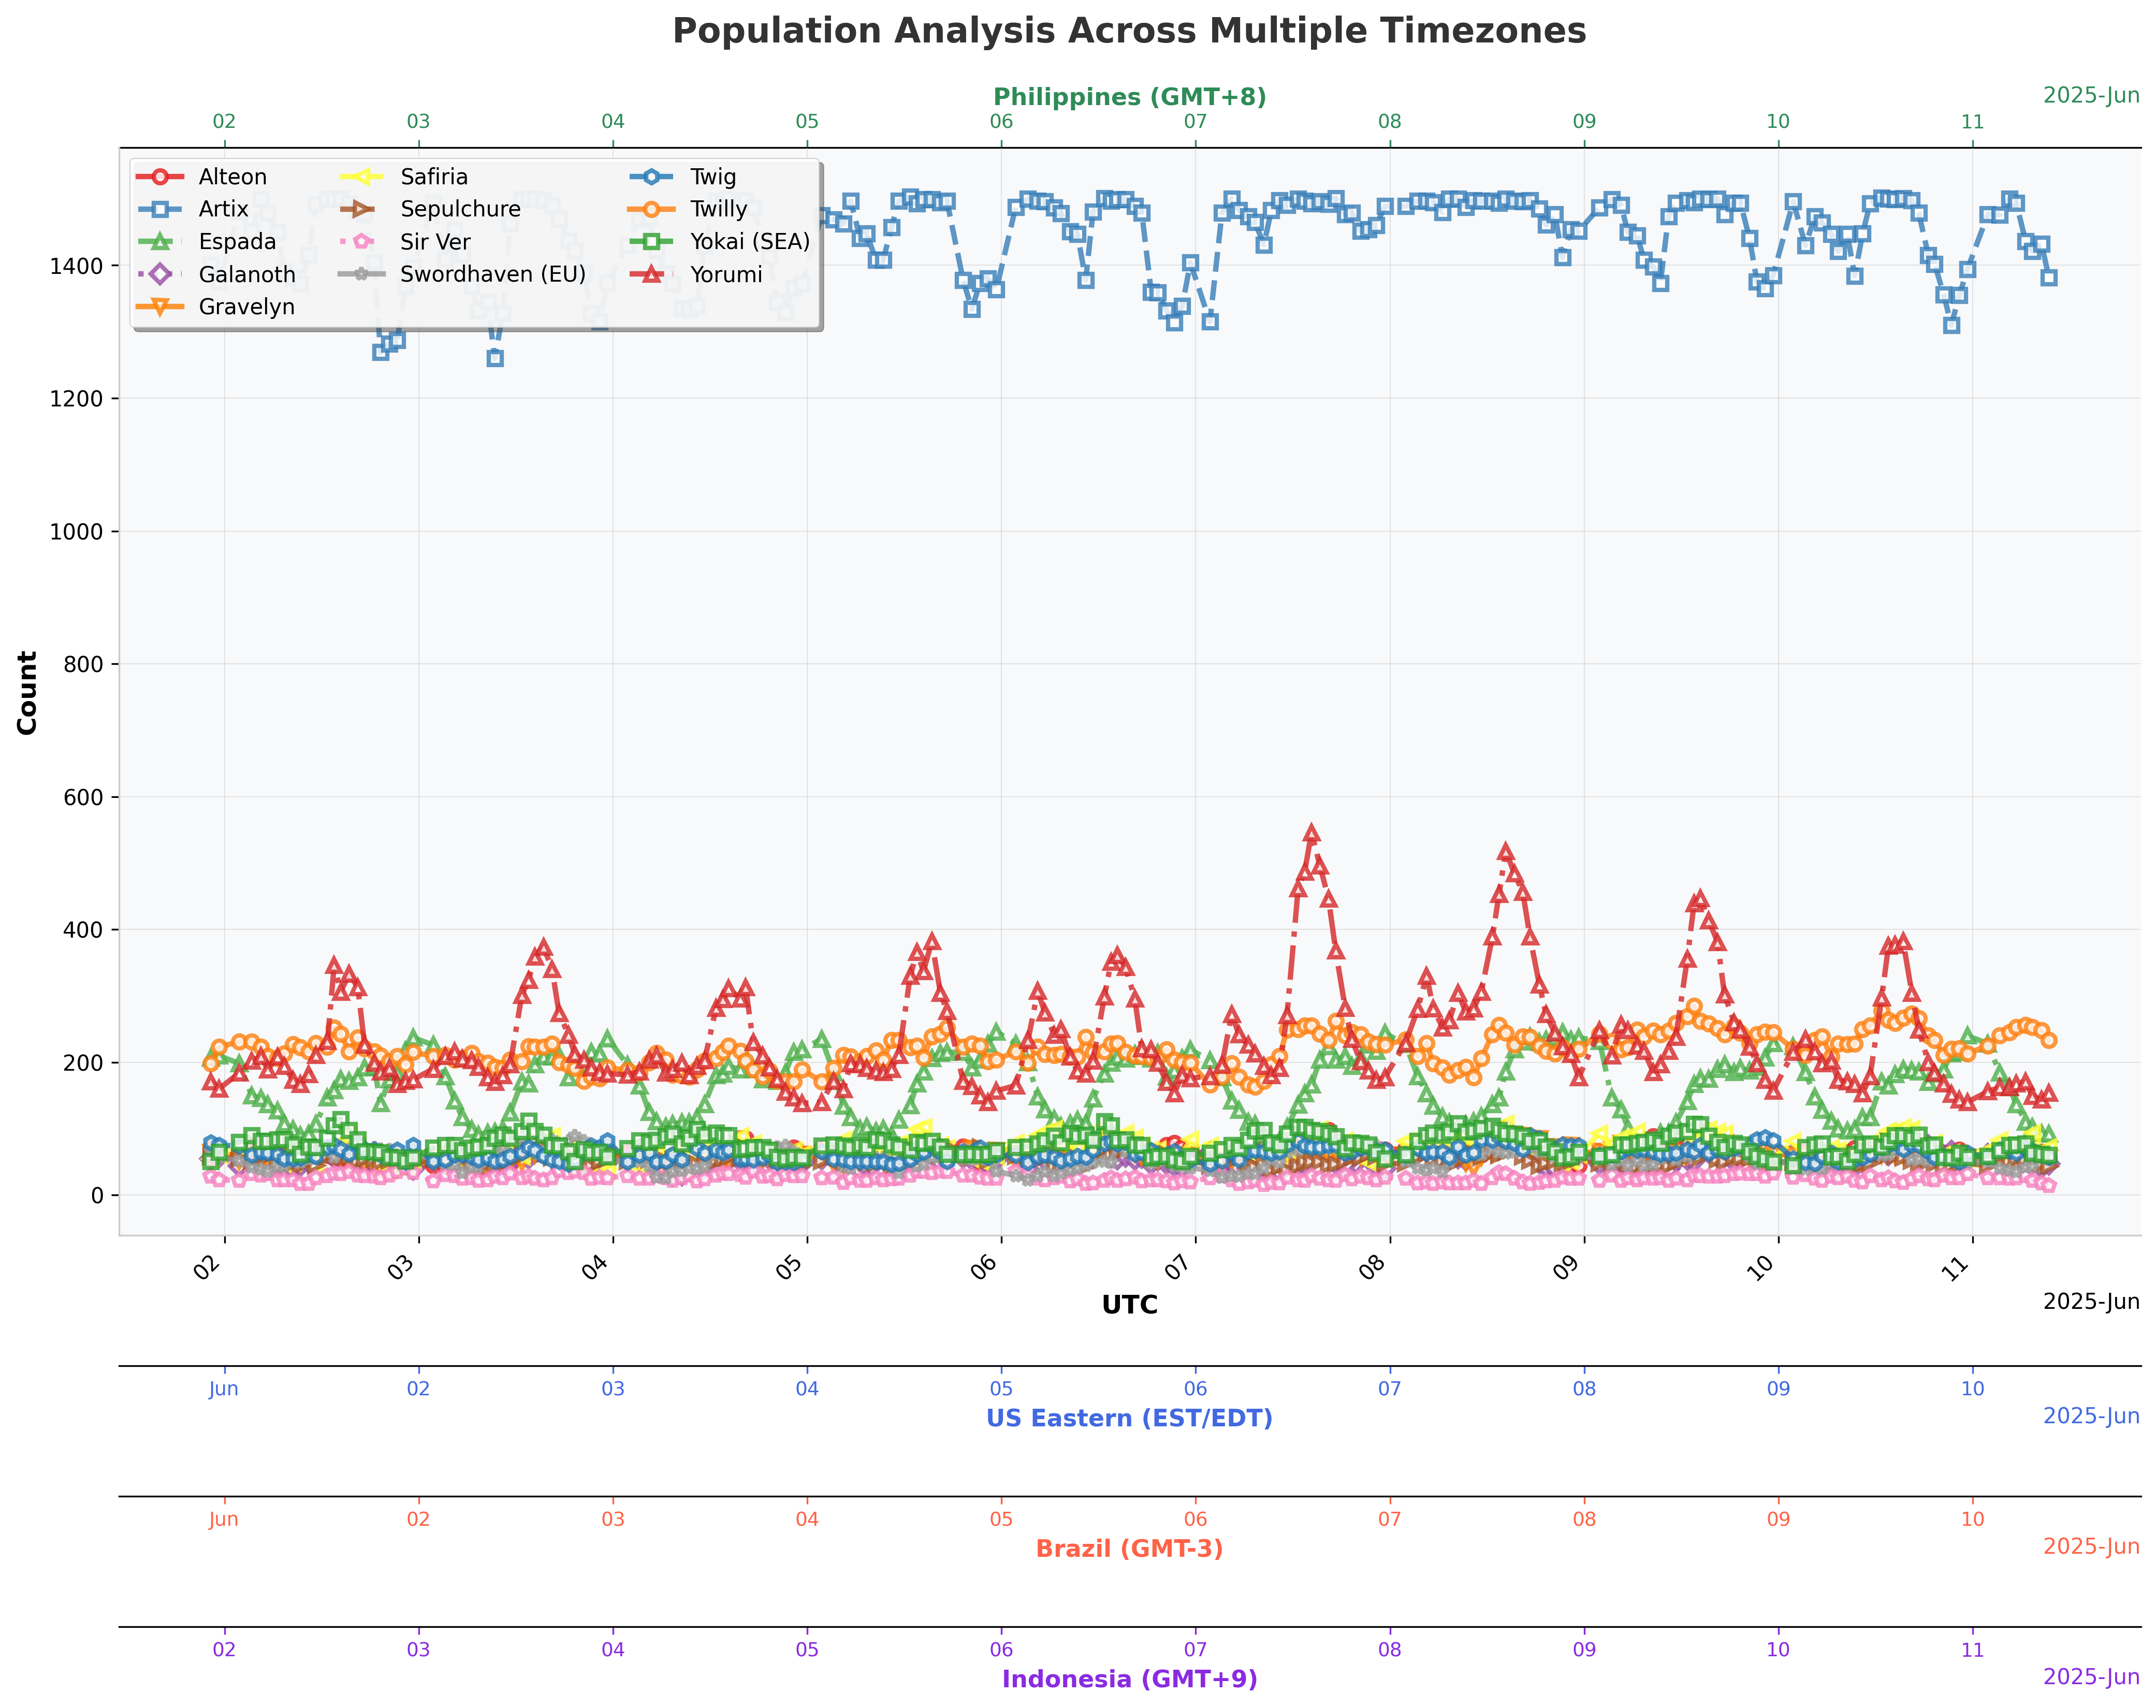 Population Analysis Across Multiple Timezones
Philippines (GMT+8)
2025-Jun
02 03 04 05 06 07 08 09 10 11
Alteon
Artix
Espada
Galanoth
Gravelyn
Safiria
Sepulchure
Sir Ver
Swordhaven (EU)
Twig
Twilly
Yokai (SEA)
Yorumi
Count
1400
1200
1000
800
600
400
200
0
02 03 04 05 06 07 08 09 10 11
UTC
2025-Jun
Jun 02 03 04 05 06 07 08 09 10
US Eastern (EST/EDT)
2025-Jun
Jun 02 03 04 05 06 07 08 09 10
Brazil (GMT-3)
2025-Jun
02 03 04 05 06 07 08 09 10 11
Indonesia (GMT+9)
2025-Jun